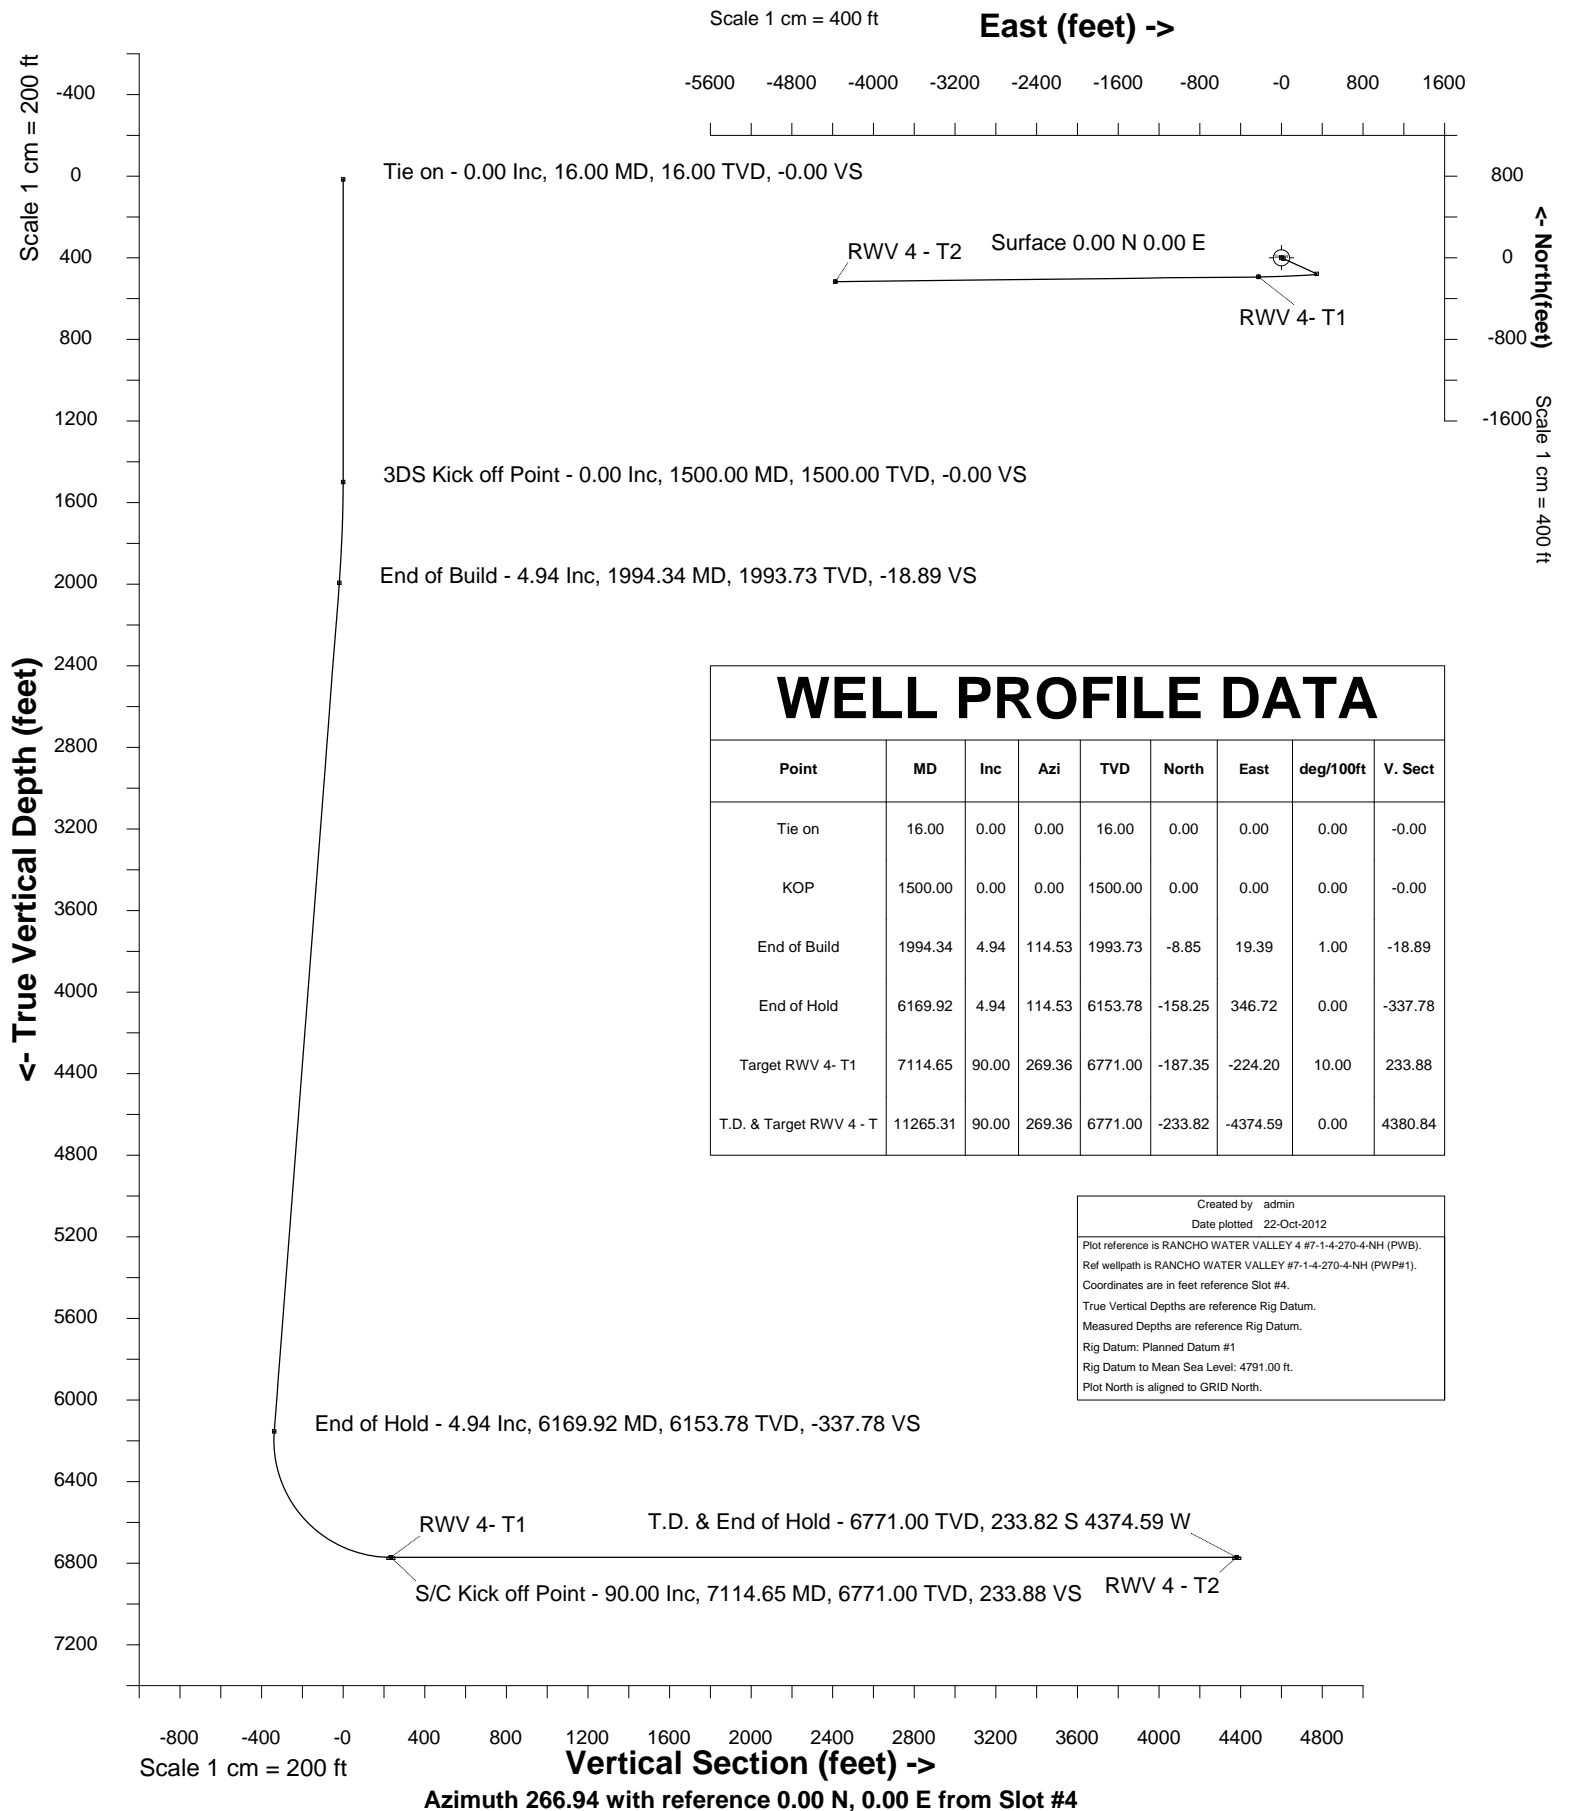 Scale 1 cm = 400 ft
East (feet) ->
-5600 -4800 -4000 -3200 -2400 -1600 -800 -0 800 1600
Scale 1 cm = 200 ft
-400
0
400
800
1200
1600
2000
2400
2800
3200
3600
4000
4400
4800
5200
5600
6000
6400
6800
7200
<- True Vertical Depth (feet)
Tie on - 0.00 Inc, 16.00 MD, 16.00 TVD, -0.00 VS
800
0
-800
-1600
<- North(feet)
Scale 1 cm = 400 ft
RWV 4 - T2
Surface 0.00 N 0.00 E
RWV 4- T1
3DS Kick off Point - 0.00 Inc, 1500.00 MD, 1500.00 TVD, -0.00 VS
End of Build - 4.94 Inc, 1994.34 MD, 1993.73 TVD, -18.89 VS
WELL PROFILE DATA
Point MD Inc Azi TVD North East deg/100ft V. Sect
Tie on 16.00 0.00 0.00 16.00 0.00 0.00 0.00 -0.00
KOP 1500.00 0.00 0.00 1500.00 0.00 0.00 0.00 -0.00
End of Build 1994.34 4.94 114.53 1993.73 -8.85 19.39 1.00 -18.89
End of Hold 6169.92 4.94 114.53 6153.78 -158.25 346.72 0.00 -337.78
Target RWV 4- T1 7114.65 90.00 269.36 6771.00 -187.35 -224.20 10.00 233.88
T.D. & Target RWV 4 - T 11265.31 90.00 269.36 6771.00 -233.82 -4374.59 0.00 4380.84
Created by admin
Date plotted 22-Oct-2012
Plot reference is RANCHO WATER VALLEY 4 #7-1-4-270-4-NH (PWB).
Ref wellpath is RANCHO WATER VALLEY #7-1-4-270-4-NH (PWP#1).
Coordinates are in feet reference Slot #4.
True Vertical Depths are reference Rig Datum.
Measured Depths are reference Rig Datum.
Rig Datum: Planned Datum #1
Rig Datum to Mean Sea Level: 4791.00 ft.
Plot North is aligned to GRID North.
End of Hold - 4.94 Inc, 6169.92 MD, 6153.78 TVD, -337.78 VS
RWV 4- T1
T.D. & End of Hold - 6771.00 TVD, 233.82 S 4374.59 W
S/C Kick off Point - 90.00 Inc, 7114.65 MD, 6771.00 TVD, 233.88 VS
RWV 4 - T2
-800 -400 -0 400 800 1200 1600 2000 2400 2800 3200 3600 4000 4400 4800
Scale 1 cm = 200 ft
Vertical Section (feet) ->
Azimuth 266.94 with reference 0.00 N, 0.00 E from Slot #4